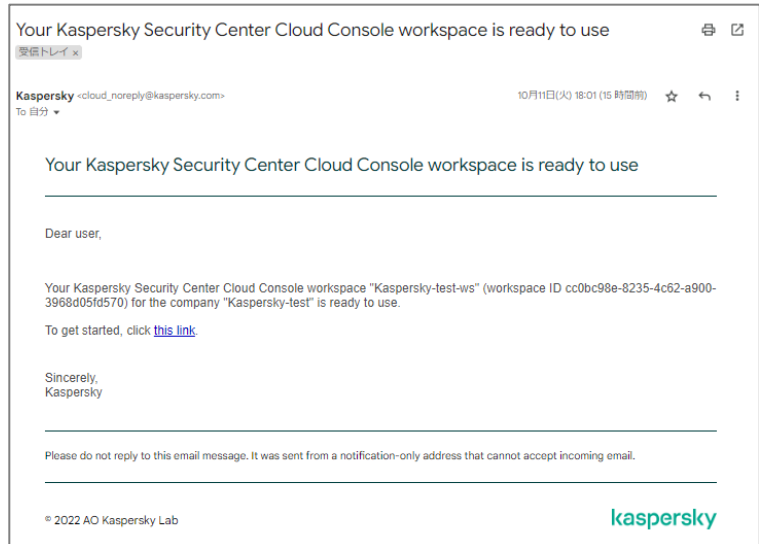 Your Kaspersky Security Center Cloud Console workspace is ready to use
受信トレイ ×
Kaspersky <cloud_noreply@kaspersky.com>
10月11日(火) 18:01 (15 時間前)
To 自分
Your Kaspersky Security Center Cloud Console workspace is ready to use
Dear user,
Your Kaspersky Security Center Cloud Console workspace "Kaspersky-test-ws" (workspace ID cc0bc98e-8235-4c62-a900-
3968d05fd570) for the company "Kaspersky-test" is ready to use.
To get started, click this link.
Sincerely,
Kaspersky
Please do not reply to this email message. It was sent from a notification-only address that cannot accept incoming email.
© 2022 AO Kaspersky Lab
kaspersky